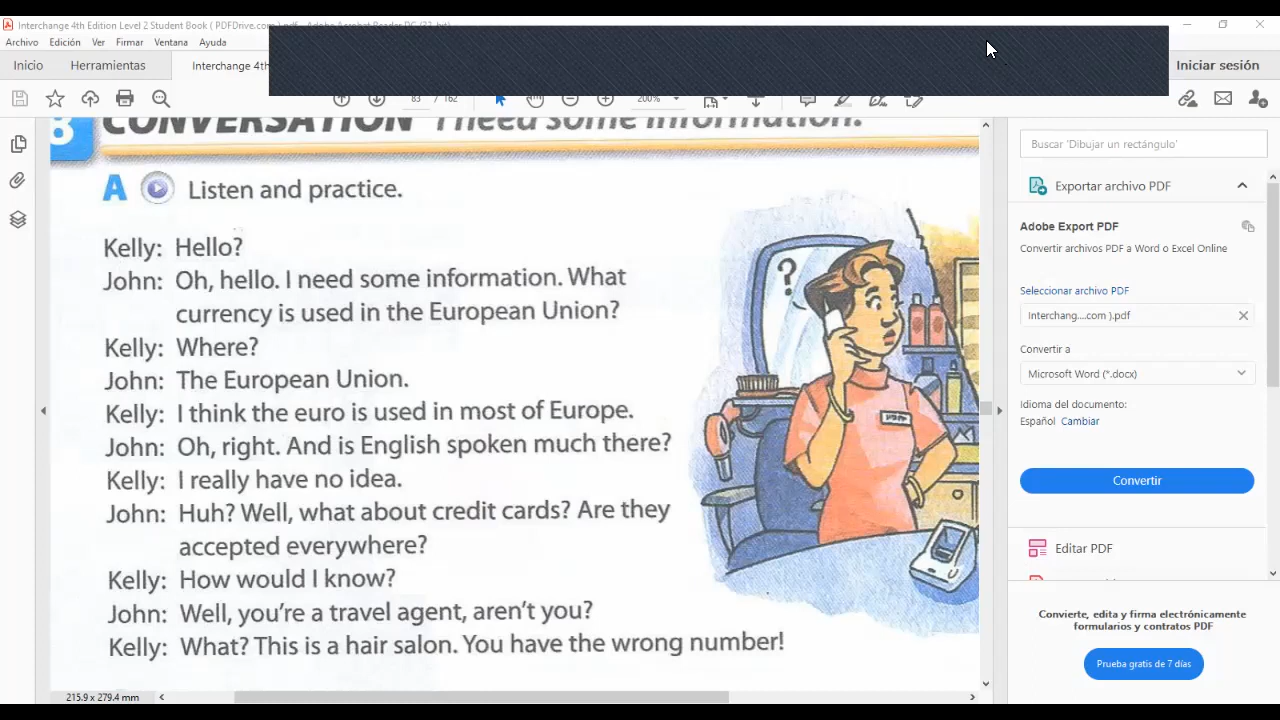 Interchange 4th Edition Level 2 Student Book ( PDFDrive.com ).pdf - Adobe Acrobat Reader DC (32-bit)
Archivo Edición Ver Firmar Ventana Ayuda
Inicio Herramientas Interchange 4th Iniciar sesión
83 / 162 200%
CONVERSATION I need some information.
Buscar 'Dibujar un rectángulo'
A Listen and practice.
Exportar archivo PDF
Adobe Export PDF
Convertir archivos PDF a Word o Excel Online
Seleccionar archivo PDF
Interchang....com ).pdf
Convertir a
Microsoft Word (*.docx)
Idioma del documento:
Español Cambiar
Convertir
Editar PDF
Convierte, edita y firma electrónicamente
formularios y contratos PDF
Prueba gratis de 7 días
Kelly: Hello?
John: Oh, hello. I need some information. What
currency is used in the European Union?
Kelly: Where?
John: The European Union.
Kelly: I think the euro is used in most of Europe.
John: Oh, right. And is English spoken much there?
Kelly: I really have no idea.
John: Huh? Well, what about credit cards? Are they
accepted everywhere?
Kelly: How would I know?
John: Well, you're a travel agent, aren't you?
Kelly: What? This is a hair salon. You have the wrong number!
?
215.9 x 279.4 mm